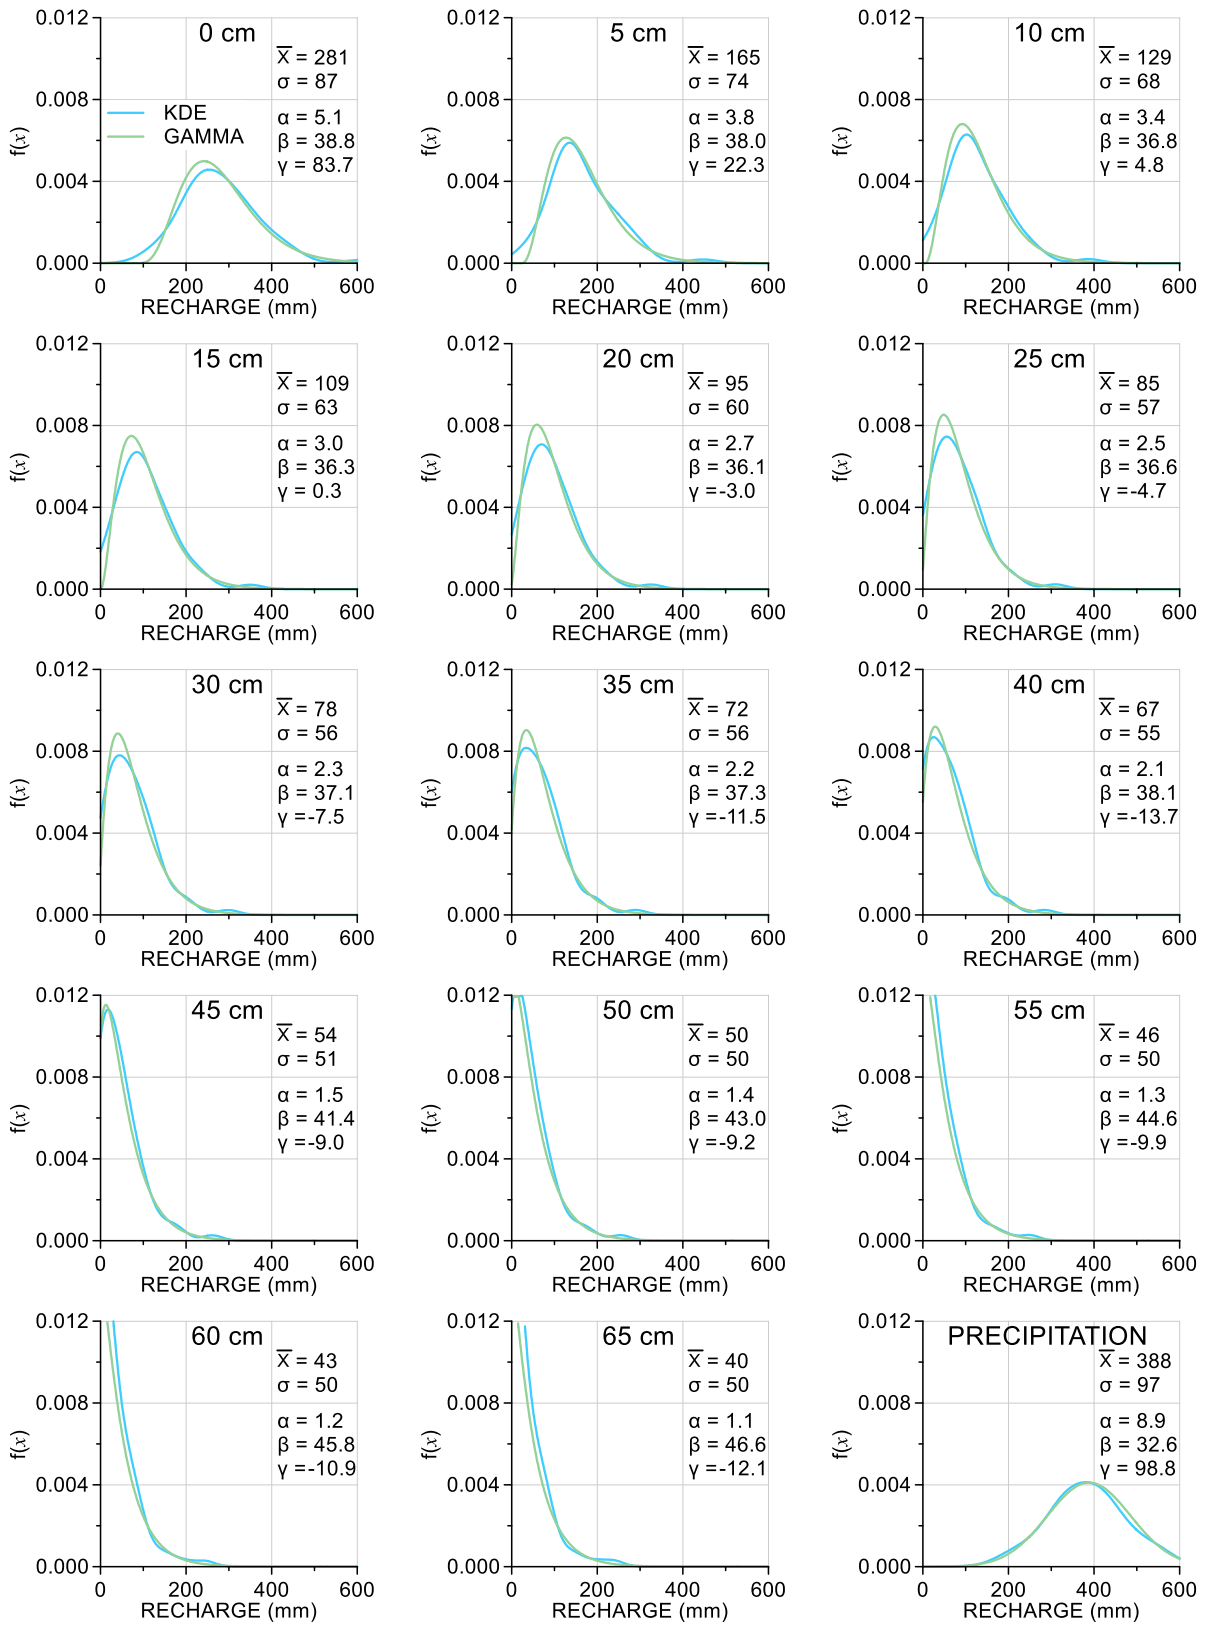 0 cm
X = 281
σ = 87
α = 5.1
β = 38.8
γ = 83.7
KDE
GAMMA
f(x)
0.012
0.008
0.004
0.000
0 200 400 600
RECHARGE (mm)
5 cm
X = 165
σ = 74
α = 3.8
β = 38.0
γ = 22.3
f(x)
0.012
0.008
0.004
0.000
0 200 400 600
RECHARGE (mm)
10 cm
X = 129
σ = 68
α = 3.4
β = 36.8
γ = 4.8
f(x)
0.012
0.008
0.004
0.000
0 200 400 600
RECHARGE (mm)
15 cm
X = 109
σ = 63
α = 3.0
β = 36.3
γ = 0.3
f(x)
0.012
0.008
0.004
0.000
0 200 400 600
RECHARGE (mm)
20 cm
X = 95
σ = 60
α = 2.7
β = 36.1
γ =-3.0
f(x)
0.012
0.008
0.004
0.000
0 200 400 600
RECHARGE (mm)
25 cm
X = 85
σ = 57
α = 2.5
β = 36.6
γ =-4.7
f(x)
0.012
0.008
0.004
0.000
0 200 400 600
RECHARGE (mm)
30 cm
X = 78
σ = 56
α = 2.3
β = 37.1
γ =-7.5
f(x)
0.012
0.008
0.004
0.000
0 200 400 600
RECHARGE (mm)
35 cm
X = 72
σ = 56
α = 2.2
β = 37.3
γ =-11.5
f(x)
0.012
0.008
0.004
0.000
0 200 400 600
RECHARGE (mm)
40 cm
X = 67
σ = 55
α = 2.1
β = 38.1
γ =-13.7
f(x)
0.012
0.008
0.004
0.000
0 200 400 600
RECHARGE (mm)
45 cm
X = 54
σ = 51
α = 1.5
β = 41.4
γ =-9.0
f(x)
0.012
0.008
0.004
0.000
0 200 400 600
RECHARGE (mm)
50 cm
X = 50
σ = 50
α = 1.4
β = 43.0
γ =-9.2
f(x)
0.012
0.008
0.004
0.000
0 200 400 600
RECHARGE (mm)
55 cm
X = 46
σ = 50
α = 1.3
β = 44.6
γ =-9.9
f(x)
0.012
0.008
0.004
0.000
0 200 400 600
RECHARGE (mm)
60 cm
X = 43
σ = 50
α = 1.2
β = 45.8
γ =-10.9
f(x)
0.012
0.008
0.004
0.000
0 200 400 600
RECHARGE (mm)
65 cm
X = 40
σ = 50
α = 1.1
β = 46.6
γ =-12.1
f(x)
0.012
0.008
0.004
0.000
0 200 400 600
RECHARGE (mm)
PRECIPITATION
X = 388
σ = 97
α = 8.9
β = 32.6
γ = 98.8
f(x)
0.012
0.008
0.004
0.000
0 200 400 600
RECHARGE (mm)